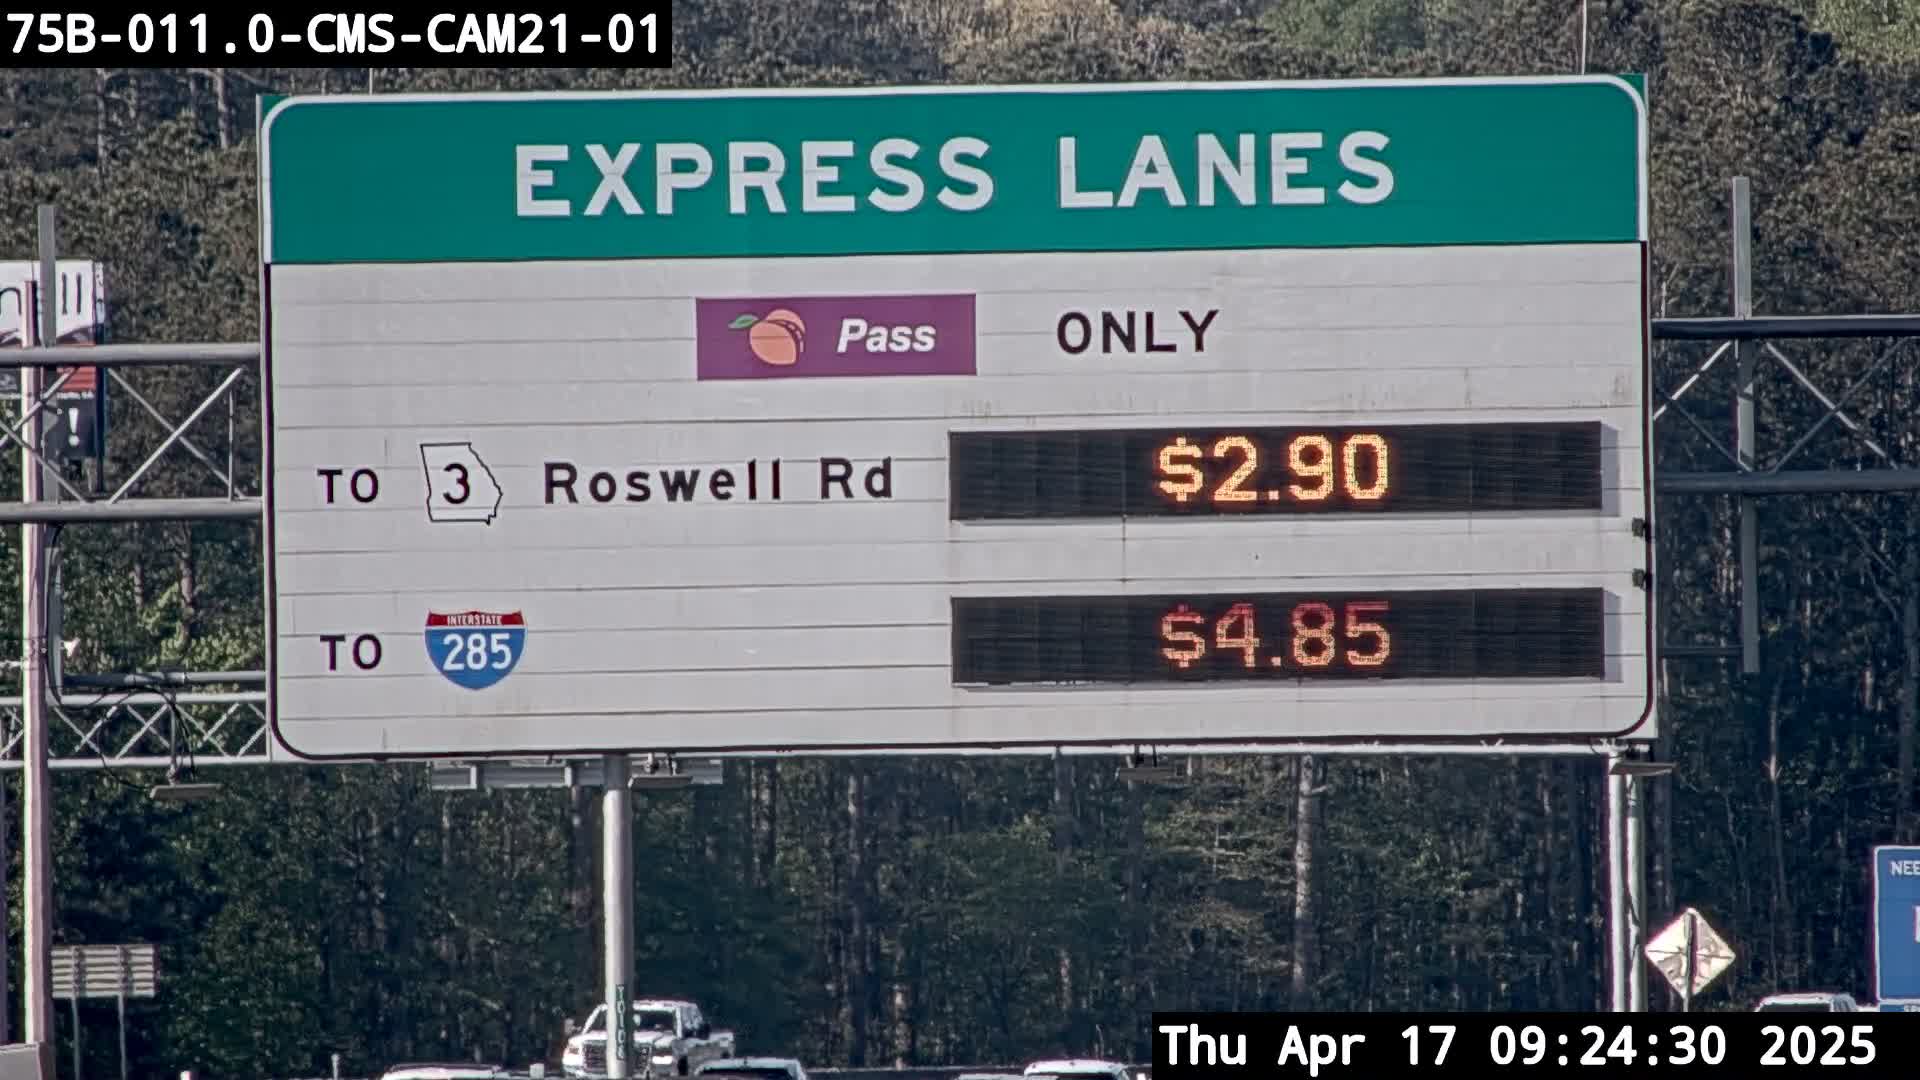 75B-011.0-CMS-CAM21-01
EXPRESS LANES
Pass ONLY
TO 3 Roswell Rd $2.90
TO INTERSTATE 285 $4.85
!
NEE
Thu Apr 17 09:24:30 2025